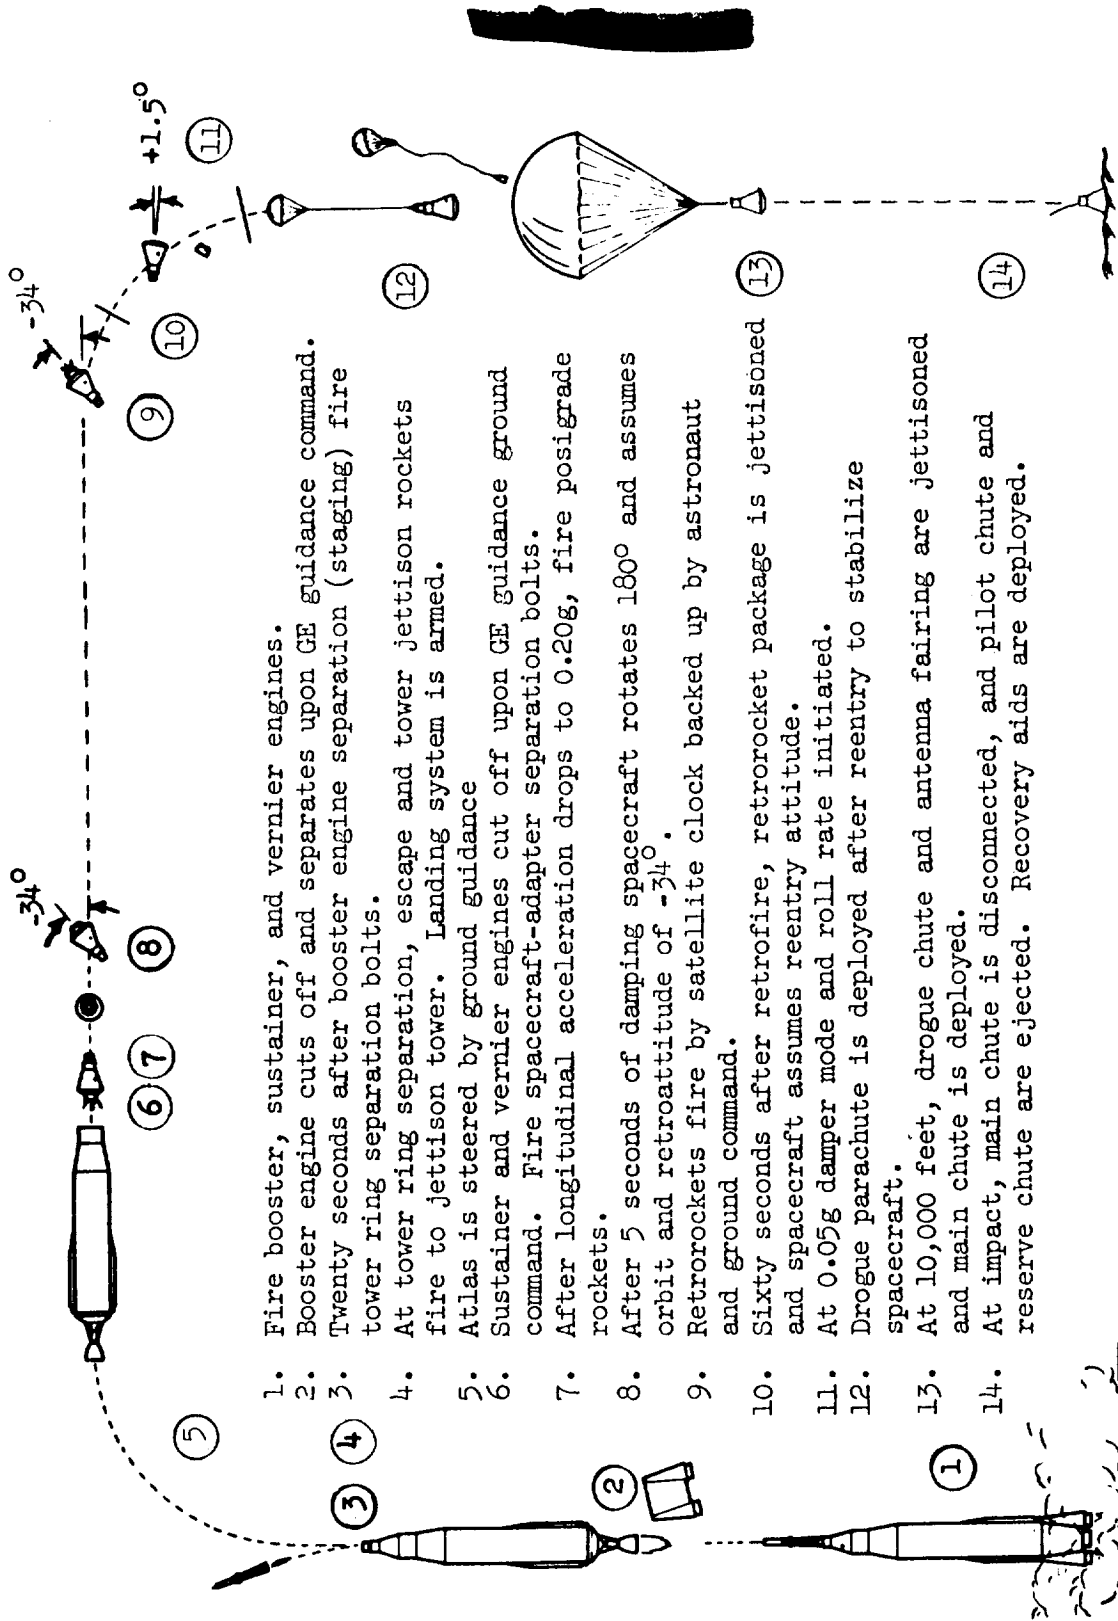 -34°
-34°
+1.5°
1
2
3
4
5
6
7
8
9
10
11
12
13
14
1. Fire booster, sustainer, and vernier engines.
2. Booster engine cuts off and separates upon GE guidance command.
3. Twenty seconds after booster engine separation (staging) fire
tower ring separation bolts.
4. At tower ring separation, escape and tower jettison rockets
fire to jettison tower. Landing system is armed.
5. Atlas is steered by ground guidance
6. Sustainer and vernier engines cut off upon GE guidance ground
command. Fire spacecraft-adapter separation bolts.
7. After longitudinal acceleration drops to 0.20g, fire posigrade
rockets.
8. After 5 seconds of damping spacecraft rotates 180° and assumes
orbit and retroattitude of -34°.
9. Retrorockets fire by satellite clock backed up by astronaut
and ground command.
10. Sixty seconds after retrofire, retrorocket package is jettisoned
and spacecraft assumes reentry attitude.
11. At 0.05g damper mode and roll rate initiated.
12. Drogue parachute is deployed after reentry to stabilize
spacecraft.
13. At 10,000 feet, drogue chute and antenna fairing are jettisoned
and main chute is deployed.
14. At impact, main chute is disconnected, and pilot chute and
reserve chute are ejected. Recovery aids are deployed.